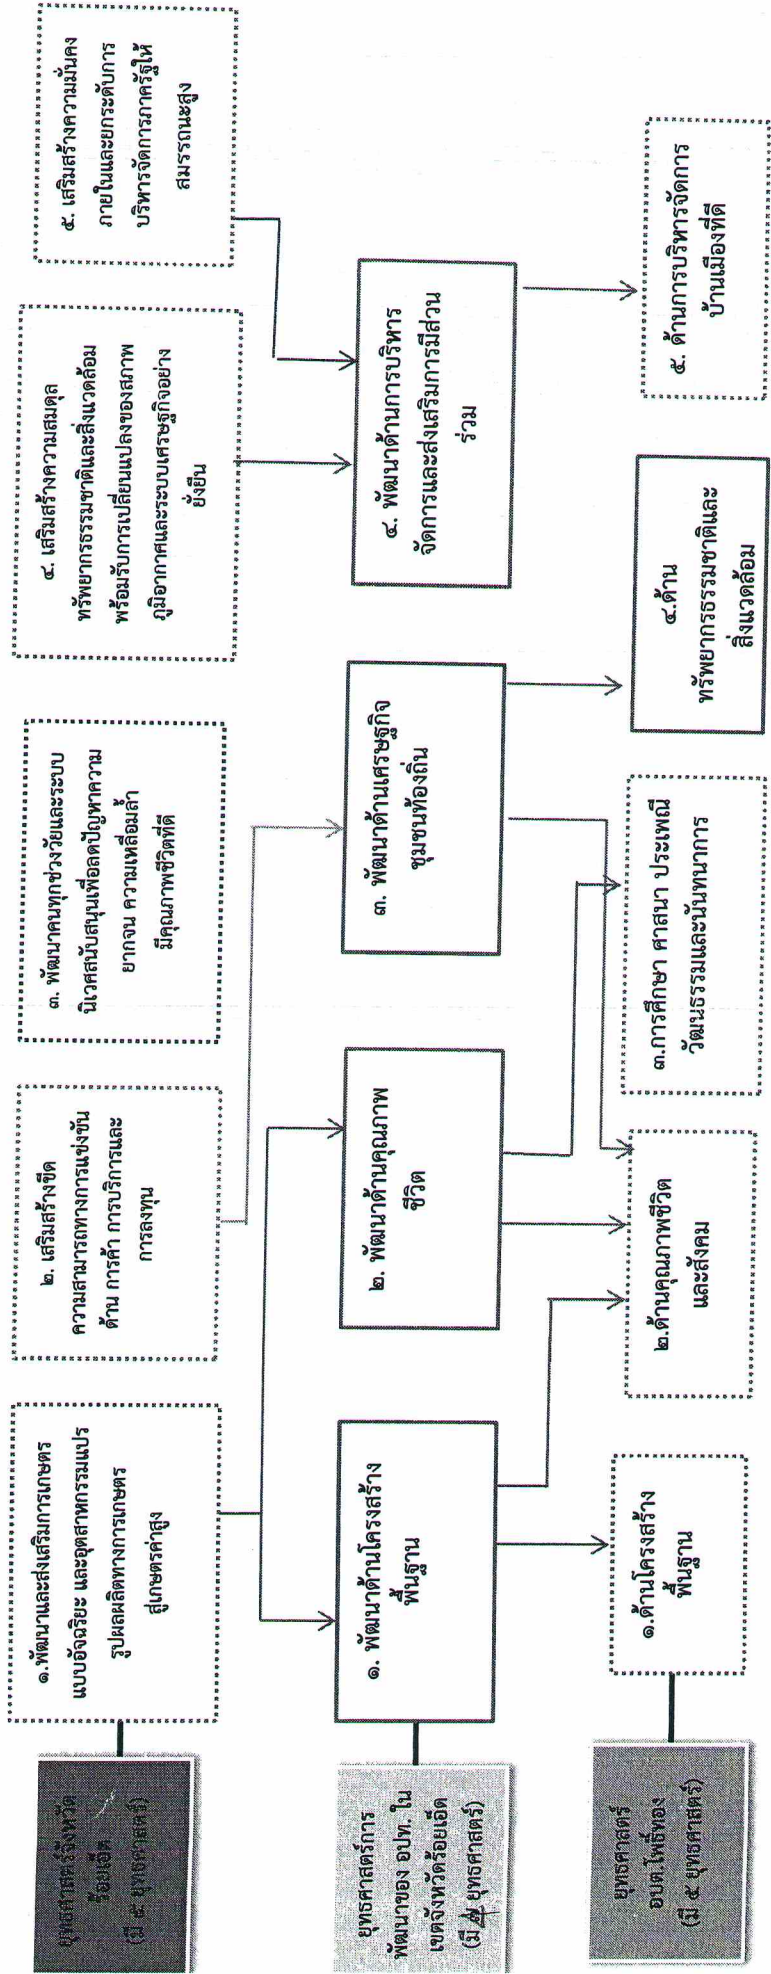 ยุทธศาสตร์จังหวัด
ร้อยเอ็ด
(มี ๕ ยุทธศาสตร์)
๑.พัฒนาและส่งเสริมการเกษตร
แบบอัจฉริยะ และอุตสาหกรรมแปร
รูปผลผลิตทางการเกษตร
สู่เกษตรค่าสูง
๒. เสริมสร้างขีด
ความสามารถทางการแข่งขัน
ด้าน การค้า การบริการและ
การลงทุน
๓. พัฒนาคนทุกช่วงวัยและระบบ
นิเวศสนับสนุนเพื่อลดปัญหาความ
ยากจน ความเหลื่อมล้ำ
มีคุณภาพชีวิตที่ดี
๔. เสริมสร้างความสมดุล
ทรัพยากรธรรมชาติและสิ่งแวดล้อม
พร้อมรับการเปลี่ยนแปลงของสภาพ
ภูมิอากาศและระบบเศรษฐกิจอย่าง
ยั่งยืน
๕. เสริมสร้างความมั่นคง
ภายในและยกระดับการ
บริหารจัดการภาครัฐให้
สมรรถนะสูง
ยุทธศาสตร์การ
พัฒนาของ อปท. ใน
เขตจังหวัดร้อยเอ็ด
(มี ยุทธศาสตร์)
๑. พัฒนาด้านโครงสร้าง
พื้นฐาน
๒. พัฒนาด้านคุณภาพ
ชีวิต
๓. พัฒนาด้านเศรษฐกิจ
ชุมชนท้องถิ่น
๔. พัฒนาด้านการบริหาร
จัดการและส่งเสริมการมีส่วน
ร่วม
ยุทธศาสตร์
อบต.โพธิ์ทอง
(มี ๕ ยุทธศาสตร์)
๑.ด้านโครงสร้าง
พื้นฐาน
๒.ด้านคุณภาพชีวิต
และสังคม
๓.การศึกษา ศาสนา ประเพณี
วัฒนธรรมและนันทนาการ
๔.ด้าน
ทรัพยากรธรรมชาติและ
สิ่งแวดล้อม
๕. ด้านการบริหารจัดการ
บ้านเมืองที่ดี